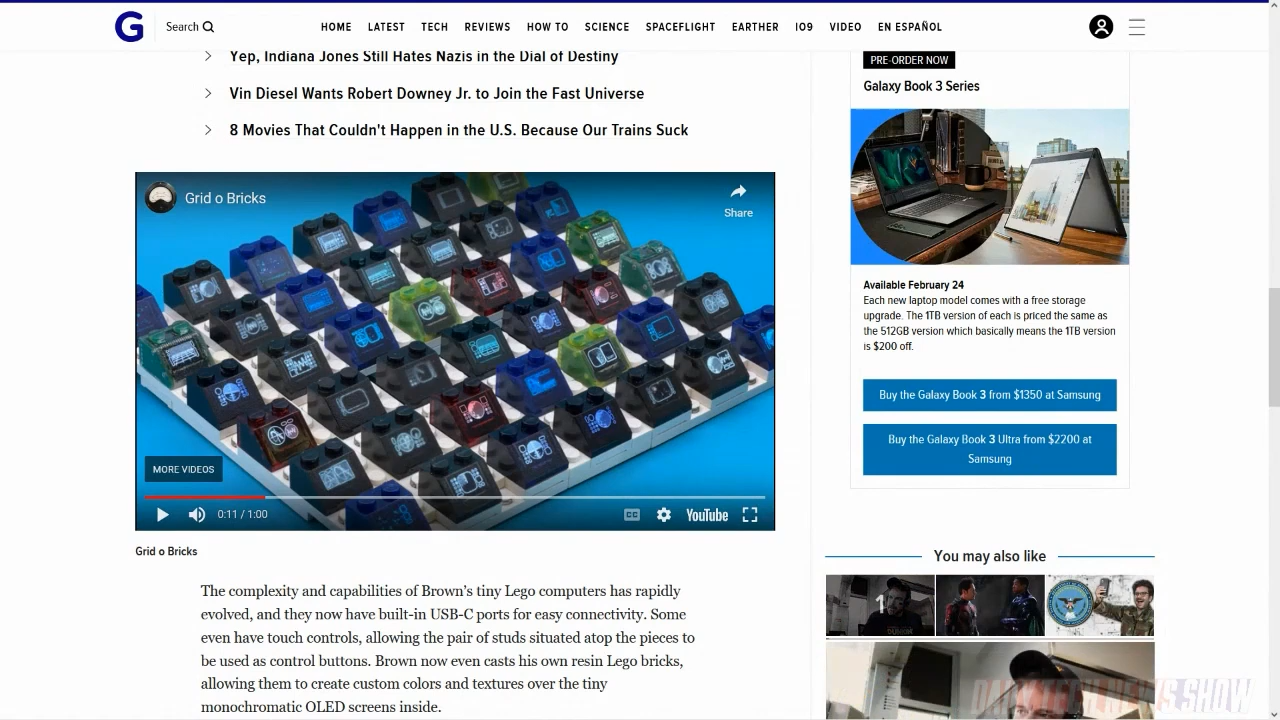 G
Search
HOME LATEST TECH REVIEWS HOW TO SCIENCE SPACEFLIGHT EARTHER IO9 VIDEO EN ESPAÑOL
Yep, Indiana Jones Still Hates Nazis in the Dial of Destiny
Vin Diesel Wants Robert Downey Jr. to Join the Fast Universe
8 Movies That Couldn't Happen in the U.S. Because Our Trains Suck
Grid o Bricks
Share
MORE VIDEOS
0:11 / 1:00
CC
YouTube
Grid o Bricks
The complexity and capabilities of Brown's tiny Lego computers has rapidly
evolved, and they now have built-in USB-C ports for easy connectivity. Some
even have touch controls, allowing the pair of studs situated atop the pieces to
be used as control buttons. Brown now even casts his own resin Lego bricks,
allowing them to create custom colors and textures over the tiny
monochromatic OLED screens inside.
PRE-ORDER NOW
Galaxy Book 3 Series
Available February 24
Each new laptop model comes with a free storage
upgrade. The 1TB version of each is priced the same as
the 512GB version which basically means the 1TB version
is $200 off.
Buy the Galaxy Book 3 from $1350 at Samsung
Buy the Galaxy Book 3 Ultra from $2200 at
Samsung
You may also like
DAILY TECH NEWS SHOW